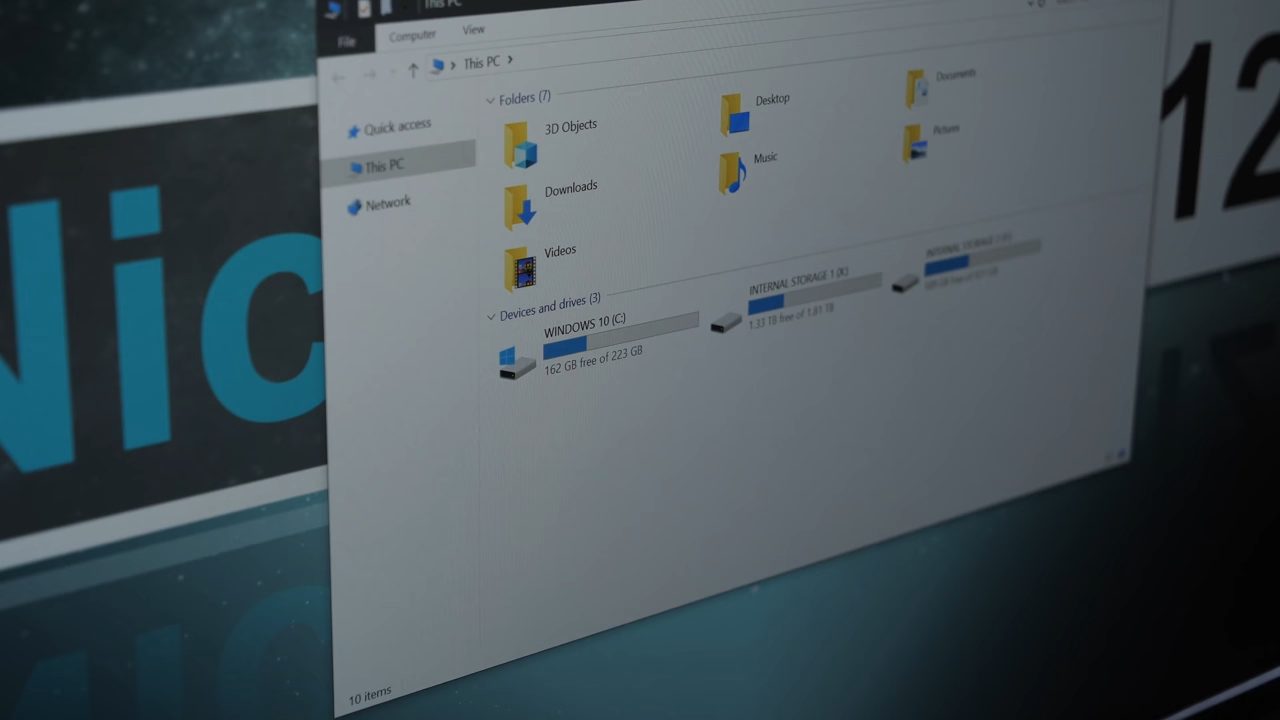 This PC
File Computer View
This PC
Folders (7)
3D Objects
Desktop
Documents
Downloads
Music
Pictures
Videos
Quick access
This PC
Network
Devices and drives (3)
WINDOWS 10 (C:)
162 GB free of 223 GB
INTERNAL STORAGE 1 (X:)
1.33 TB free of 1.81 TB
INTERNAL STORAGE
10 items
Nic
12